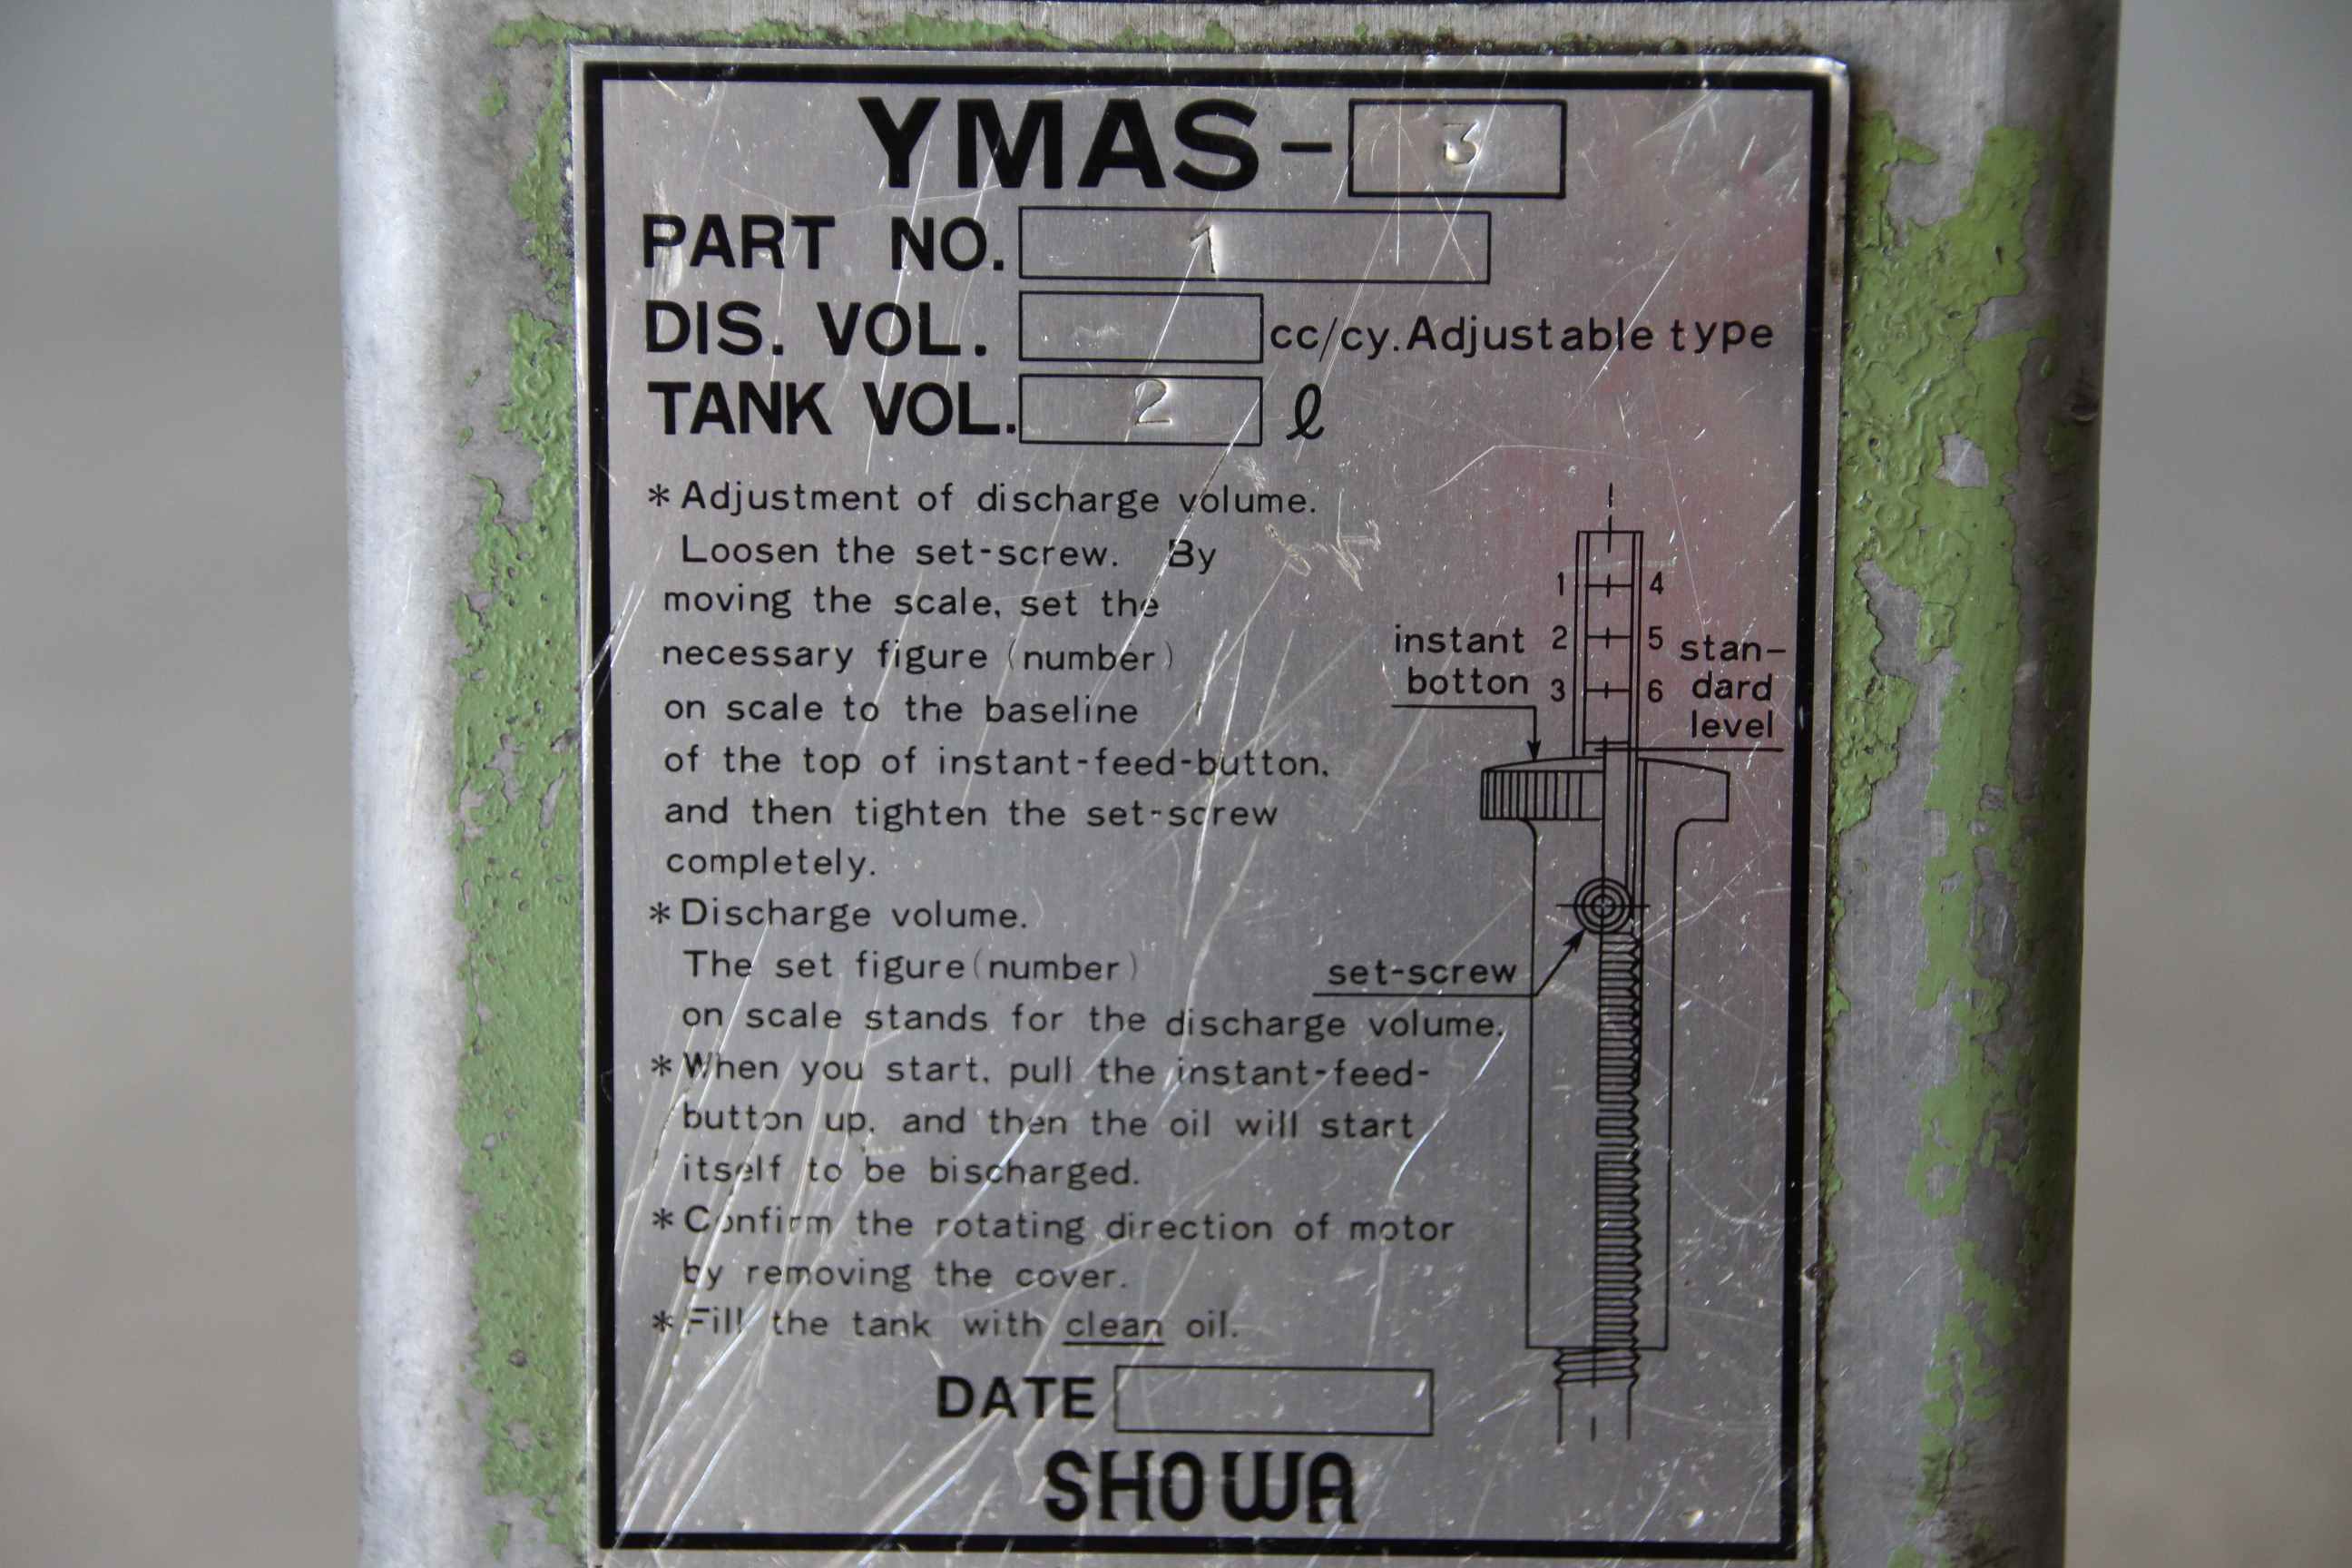 YMAS-3
PART NO. 1
DIS. VOL. cc/cy. Adjustable type
TANK VOL. 2 ℓ
* Adjustment of discharge volume.
Loosen the set-screw. By
moving the scale, set the
necessary figure (number)
on scale to the baseline
of the top of instant-feed-button,
and then tighten the set-screw
completely.
* Discharge volume.
The set figure (number)
on scale stands for the discharge volume.
* When you start, pull the instant-feed-
button up, and then the oil will start
itself to be bischarged.
* Confirm the rotating direction of motor
by removing the cover.
* Fill the tank with clean oil.
1 4
2 5
3 6
instant
botton
stan-
dard
level
set-screw
DATE
SHOWA